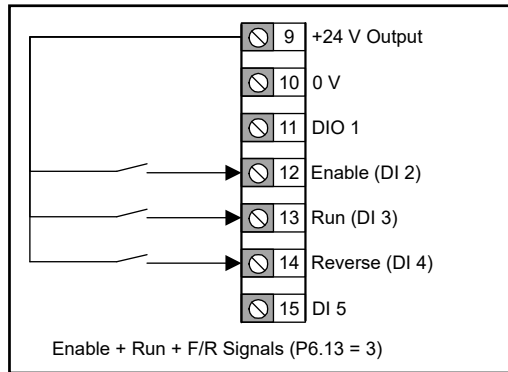 9 +24 V Output
10 0 V
11 DIO 1
12 Enable (DI 2)
13 Run (DI 3)
14 Reverse (DI 4)
15 DI 5
Enable + Run + F/R Signals (P6.13 = 3)